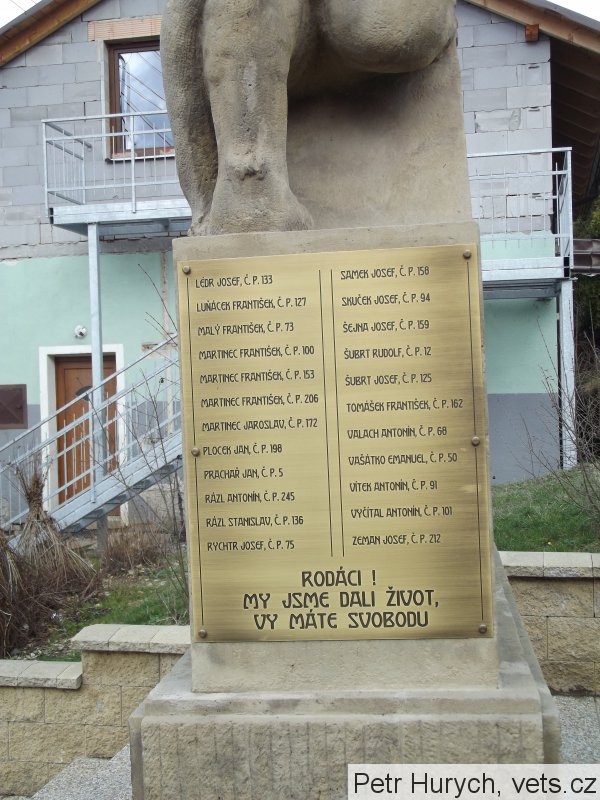 LÉDR JOSEF, Č.P. 133
LUŇÁČEK FRANTIŠEK, Č.P. 127
MALÝ FRANTIŠEK, Č.P. 73
MARTINEC FRANTIŠEK, Č.P. 100
MARTINEC FRANTIŠEK, Č.P. 153
MARTINEC FRANTIŠEK, Č.P. 206
MARTINEC JAROSLAV, Č.P. 172
PLOCEK JAN, Č.P. 198
PRACHAŘ JAN, Č.P. 5
RÁZL ANTONÍN, Č.P. 245
RÁZL STANISLAV, Č.P. 136
RYCHTR JOSEF, Č.P. 75
SAMEK JOSEF, Č.P. 158
SKUČEK JOSEF, Č.P. 94
ŠEJNA JOSEF, Č.P. 159
ŠUBRT RUDOLF, Č.P. 12
ŠUBRT JOSEF, Č.P. 125
TOMÁŠEK FRANTIŠEK, Č.P. 162
VALACH ANTONÍN, Č.P. 68
VAŠÁTKO EMANUEL, Č.P. 50
VÍTEK ANTONÍN, Č.P. 91
VYČÍTAL ANTONÍN, Č.P. 101
ZEMAN JOSEF, Č.P. 212
RODÁCI !
MY JSME DALI ŽIVOT,
VY MÁTE SVOBODU
Petr Hurych, vets.cz